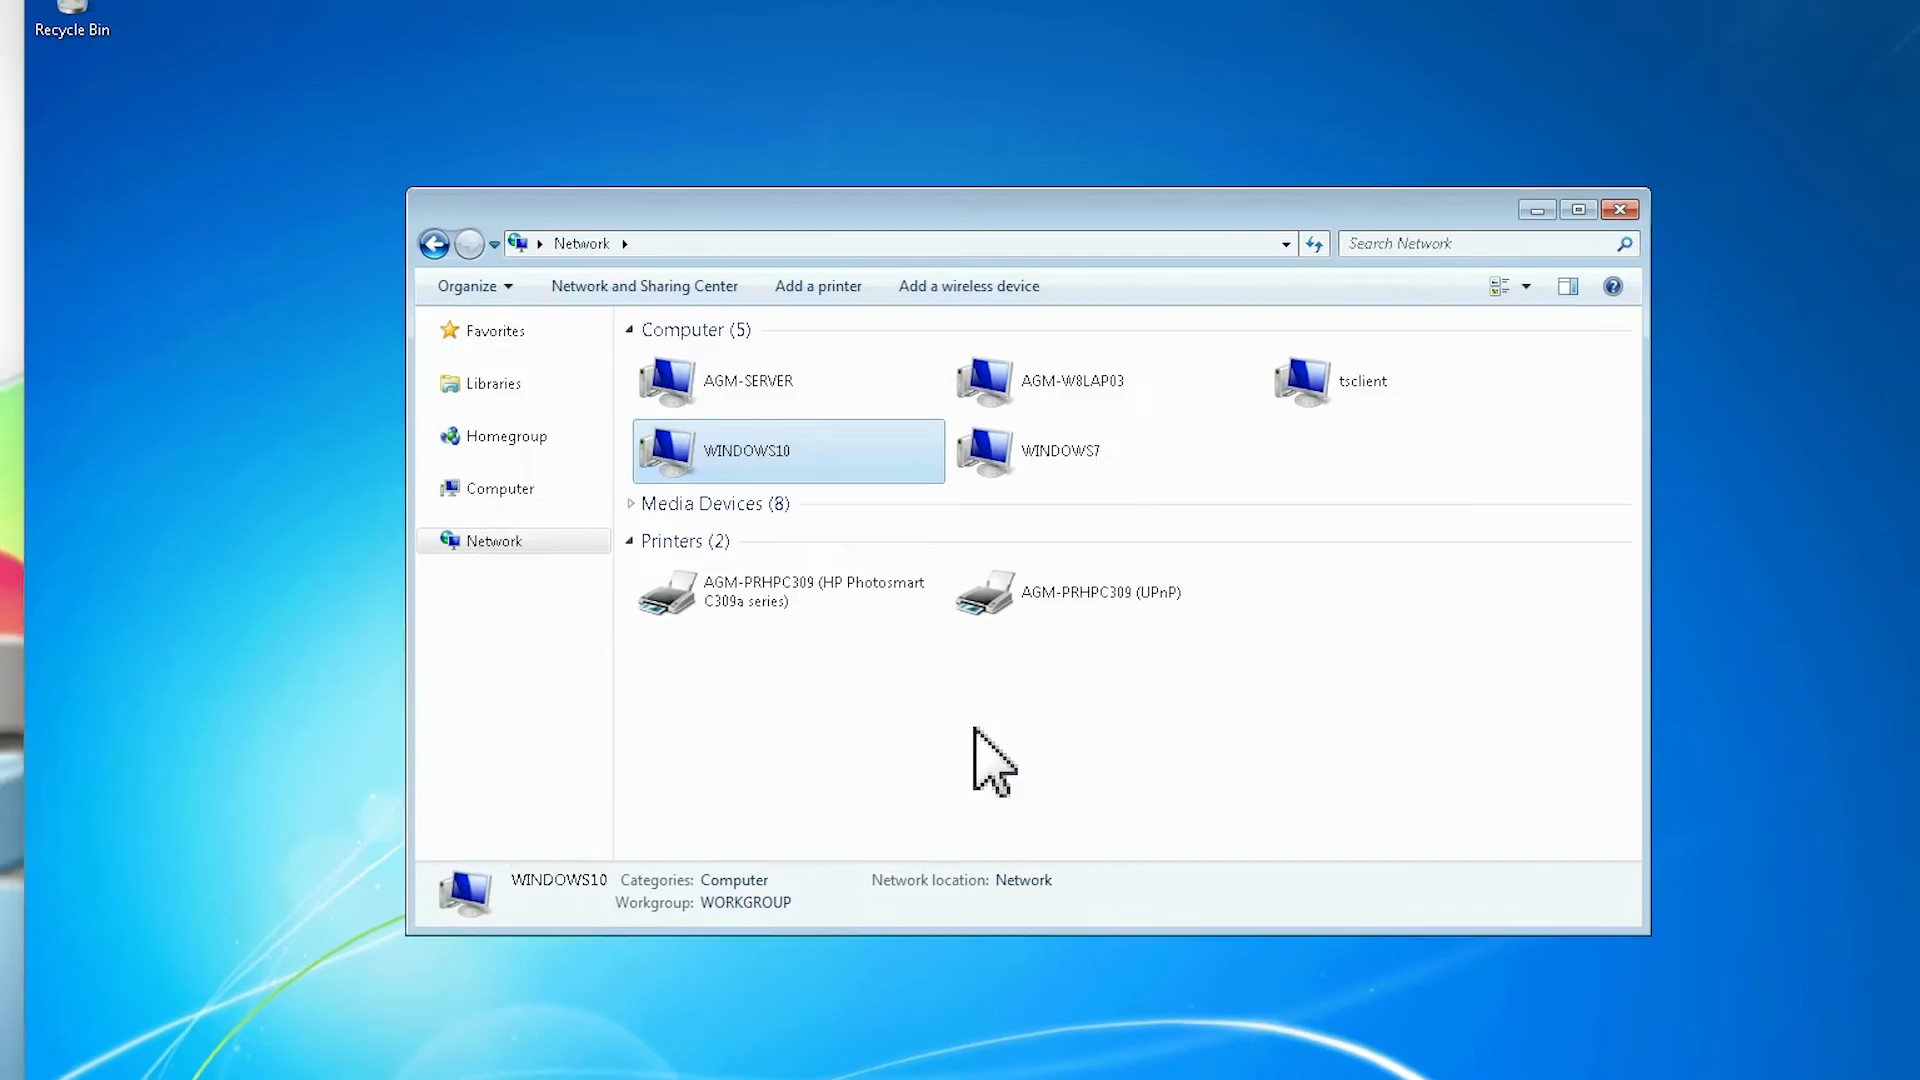 Recycle Bin
Network
Search Network
Organize
Network and Sharing Center
Add a printer
Add a wireless device
Favorites
Libraries
Homegroup
Computer
Network
Computer (5)
AGM-SERVER
AGM-W8LAP03
tsclient
WINDOWS10
WINDOWS7
Media Devices (8)
Printers (2)
AGM-PRHPC309 (HP Photosmart
C309a series)
AGM-PRHPC309 (UPnP)
WINDOWS10
Categories: Computer
Network location: Network
Workgroup: WORKGROUP